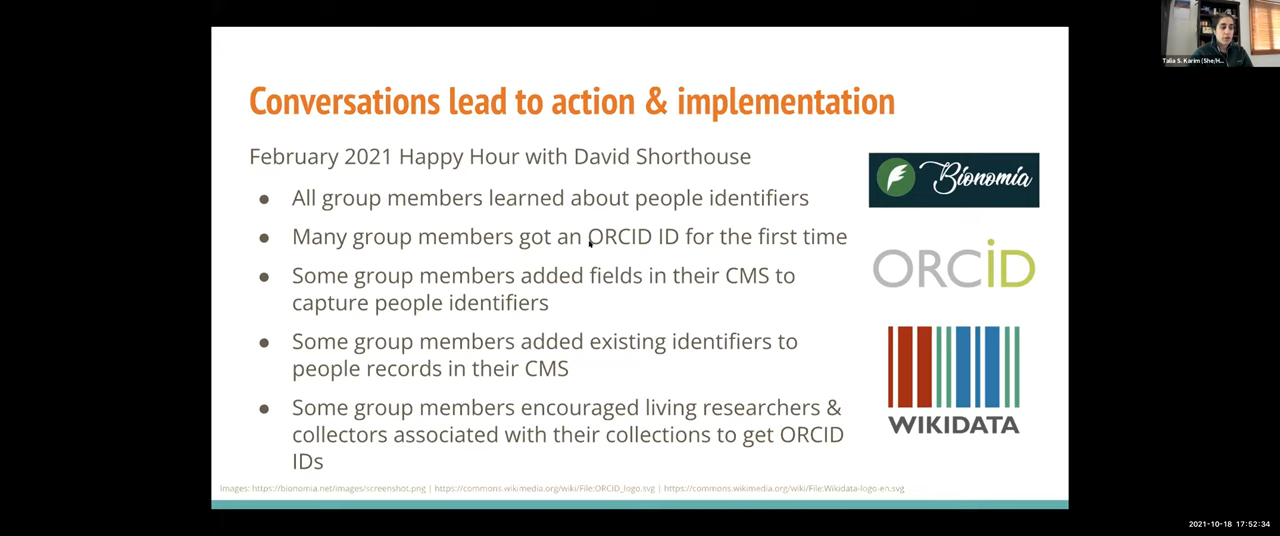 Talia S. Karim (She/H...
Conversations lead to action & implementation
February 2021 Happy Hour with David Shorthouse
● All group members learned about people identifiers
● Many group members got an ORCID ID for the first time
● Some group members added fields in their CMS to
capture people identifiers
● Some group members added existing identifiers to
people records in their CMS
● Some group members encouraged living researchers &
collectors associated with their collections to get ORCID
IDs
Bionomia
ORCiD
WIKIDATA
Images: https://bionomia.net/images/screenshot.png | https://commons.wikimedia.org/wiki/File:ORCID_logo.svg | https://commons.wikimedia.org/wiki/File:Wikidata-logo-en.svg
2021-10-18 17:52:34